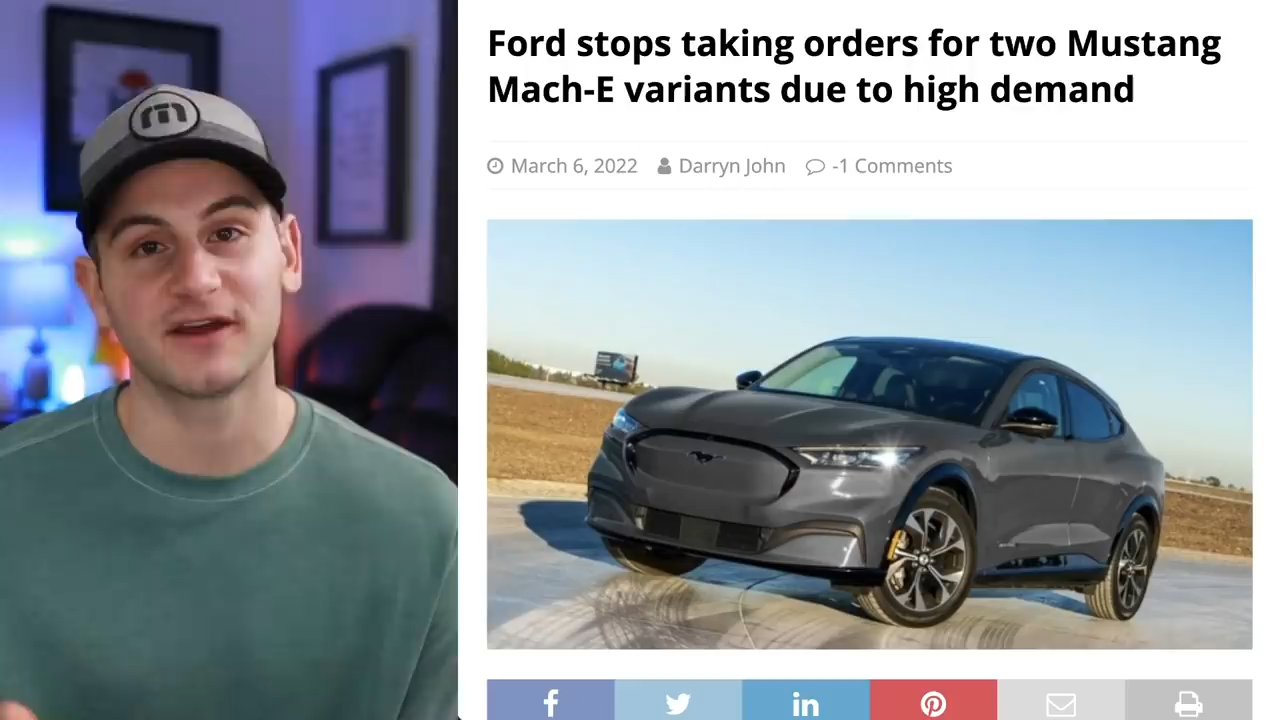 Ford stops taking orders for two Mustang
Mach-E variants due to high demand
March 6, 2022 Darryn John -1 Comments